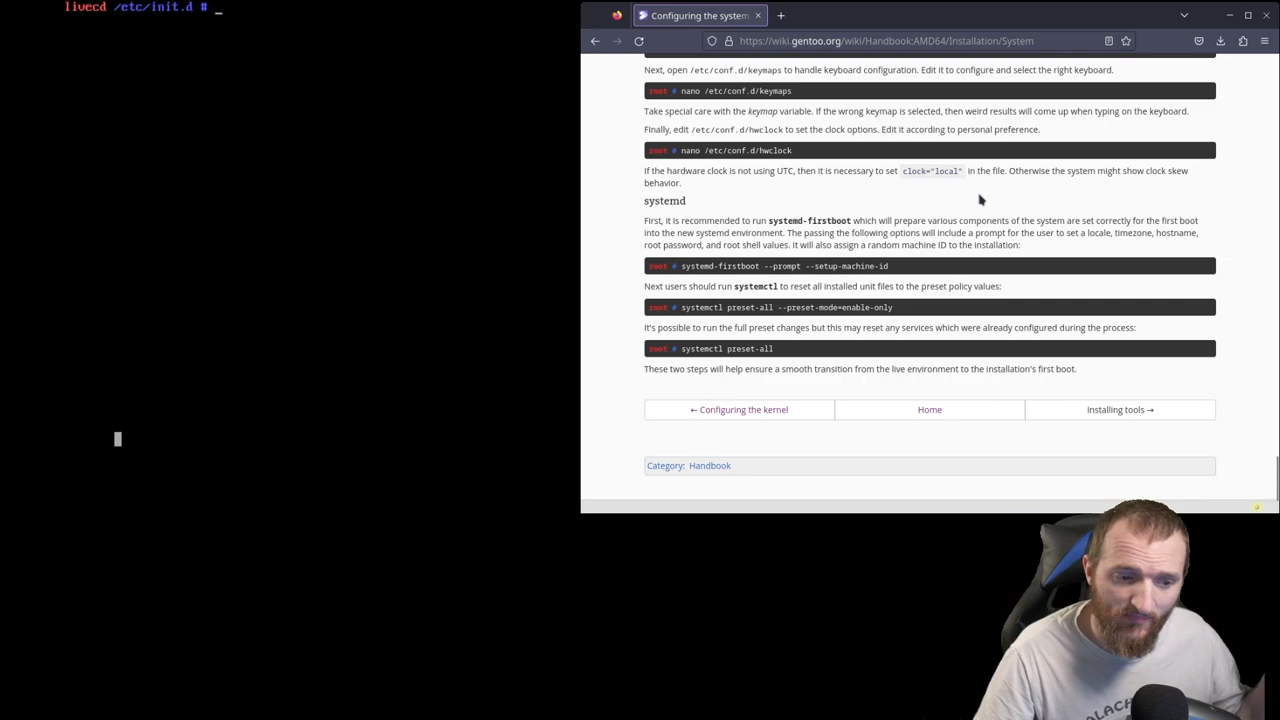 livecd /etc/init.d # _
Configuring the system
https://wiki.gentoo.org/wiki/Handbook:AMD64/Installation/System
Next, open /etc/conf.d/keymaps to handle keyboard configuration. Edit it to configure and select the right keyboard.
root # nano /etc/conf.d/keymaps
Take special care with the keymap variable. If the wrong keymap is selected, then weird results will come up when typing on the keyboard.
Finally, edit /etc/conf.d/hwclock to set the clock options. Edit it according to personal preference.
root # nano /etc/conf.d/hwclock
If the hardware clock is not using UTC, then it is necessary to set clock="local" in the file. Otherwise the system might show clock skew
behavior.
systemd
First, it is recommended to run systemd-firstboot which will prepare various components of the system are set correctly for the first boot
into the new systemd environment. The passing the following options will include a prompt for the user to set a locale, timezone, hostname,
root password, and root shell values. It will also assign a random machine ID to the installation:
root # systemd-firstboot --prompt --setup-machine-id
Next users should run systemctl to reset all installed unit files to the preset policy values:
root # systemctl preset-all --preset-mode=enable-only
It's possible to run the full preset changes but this may reset any services which were already configured during the process:
root # systemctl preset-all
These two steps will help ensure a smooth transition from the live environment to the installation's first boot.
← Configuring the kernel
Home
Installing tools →
Category: Handbook